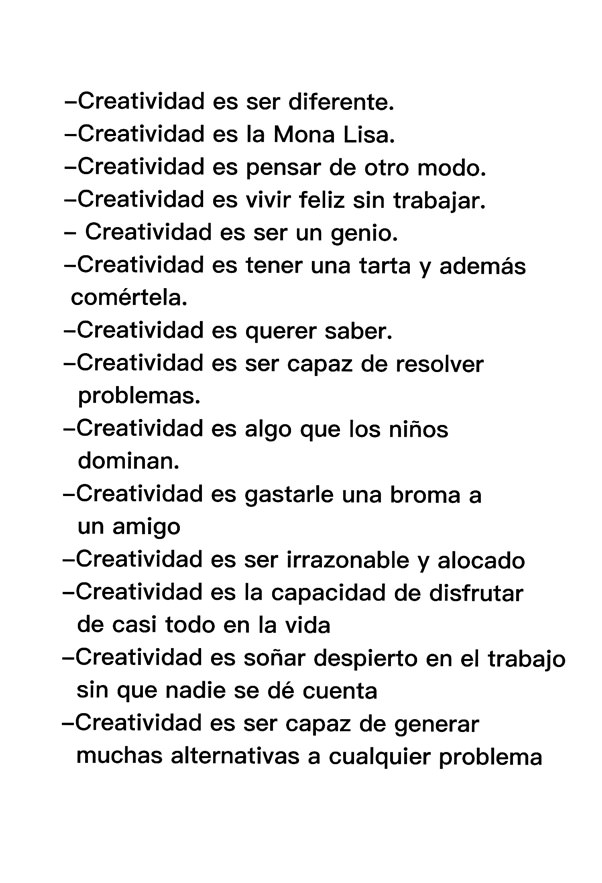 –Creatividad es ser diferente.
–Creatividad es la Mona Lisa.
–Creatividad es pensar de otro modo.
–Creatividad es vivir feliz sin trabajar.
– Creatividad es ser un genio.
–Creatividad es tener una tarta y además
comértela.
–Creatividad es querer saber.
–Creatividad es ser capaz de resolver
problemas.
–Creatividad es algo que los niños
dominan.
–Creatividad es gastarle una broma a
un amigo
–Creatividad es ser irrazonable y alocado
–Creatividad es la capacidad de disfrutar
de casi todo en la vida
–Creatividad es soñar despierto en el trabajo
sin que nadie se dé cuenta
–Creatividad es ser capaz de generar
muchas alternativas a cualquier problema